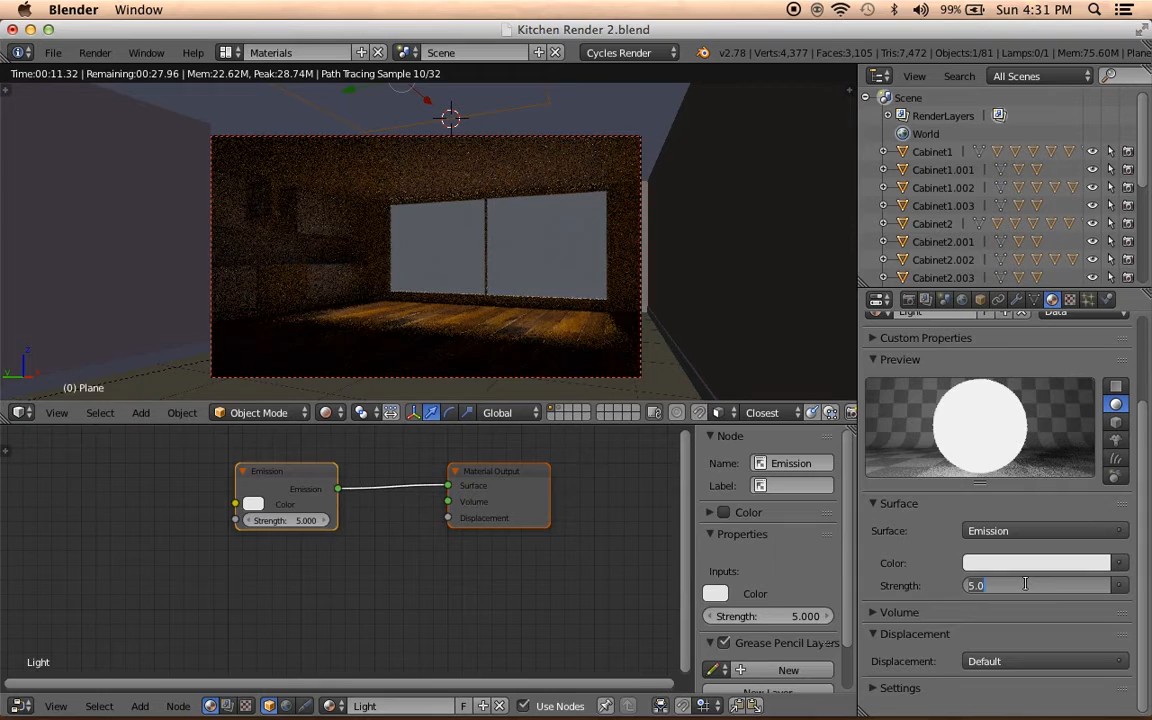 Blender Window 99% Sun 4:31 PM
Kitchen Render 2.blend
File Render Window Help Materials Scene Cycles Render v2.78 | Verts:4,377 | Faces:3,105 | Tris:7,472 | Objects:1/81 | Lamps:0/1 | Mem:75.60M | Plane
Time:00:11.32 | Remaining:00:27.96 | Mem:22.62M, Peak:28.74M | Path Tracing Sample 10/32
View Search All Scenes
Scene
RenderLayers
World
Cabinet1
Cabinet1.001
Cabinet1.002
Cabinet1.003
Cabinet2
Cabinet2.001
Cabinet2.002
Cabinet2.003
(0) Plane
View Select Add Object Object Mode Global Closest
Light F Data
Custom Properties
Preview
Surface
Surface: Emission
Color:
Strength: 5.0
Volume
Displacement
Displacement: Default
Settings
Emission
Emission
Color
Strength: 5.000
Material Output
Surface
Volume
Displacement
Node
Name: Emission
Label:
Color
Properties
Inputs:
Color
Strength: 5.000
Grease Pencil Layers
New
New Layer
Light
View Select Add Node Light F Use Nodes